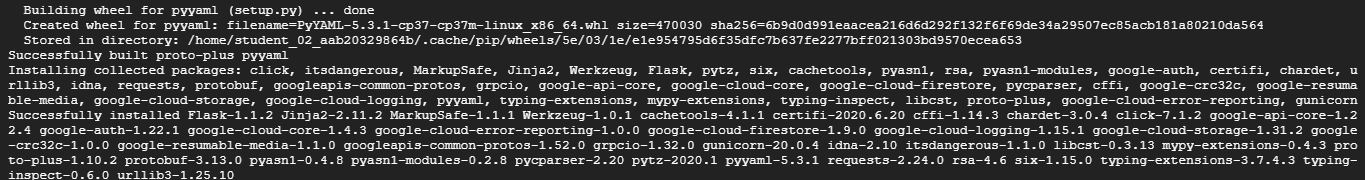 Building wheel for pyyaml (setup.py) ... done
Created wheel for pyyaml: filename=PyYAML-5.3.1-cp37-cp37m-linux_x86_64.whl size=470030 sha256=6b9d0d991eaacea216d6d292f132f6f69de34a29507ec85acb181a80210da564
Stored in directory: /home/student_02_aab20329864b/.cache/pip/wheels/5e/03/1e/e1e954795d6f35dfc7b637fe2277bff021303bd9570ecea653
Successfully built proto-plus pyyaml
Installing collected packages: click, itsdangerous, MarkupSafe, Jinja2, Werkzeug, Flask, pytz, six, cachetools, pyasn1, rsa, pyasn1-modules, google-auth, certifi, chardet, u
rllib3, idna, requests, protobuf, googleapis-common-protos, grpcio, google-api-core, google-cloud-core, google-cloud-firestore, pycparser, cffi, google-crc32c, google-resuma
ble-media, google-cloud-storage, google-cloud-logging, pyyaml, typing-extensions, mypy-extensions, typing-inspect, libcst, proto-plus, google-cloud-error-reporting, gunicorn
Successfully installed Flask-1.1.2 Jinja2-2.11.2 MarkupSafe-1.1.1 Werkzeug-1.0.1 cachetools-4.1.1 certifi-2020.6.20 cffi-1.14.3 chardet-3.0.4 click-7.1.2 google-api-core-1.2
2.4 google-auth-1.22.1 google-cloud-core-1.4.3 google-cloud-error-reporting-1.0.0 google-cloud-firestore-1.9.0 google-cloud-logging-1.15.1 google-cloud-storage-1.31.2 google
-crc32c-1.0.0 google-resumable-media-1.1.0 googleapis-common-protos-1.52.0 grpcio-1.32.0 gunicorn-20.0.4 idna-2.10 itsdangerous-1.1.0 libcst-0.3.13 mypy-extensions-0.4.3 pro
to-plus-1.10.2 protobuf-3.13.0 pyasn1-0.4.8 pyasn1-modules-0.2.8 pycparser-2.20 pytz-2020.1 pyyaml-5.3.1 requests-2.24.0 rsa-4.6 six-1.15.0 typing-extensions-3.7.4.3 typing-
inspect-0.6.0 urllib3-1.25.10